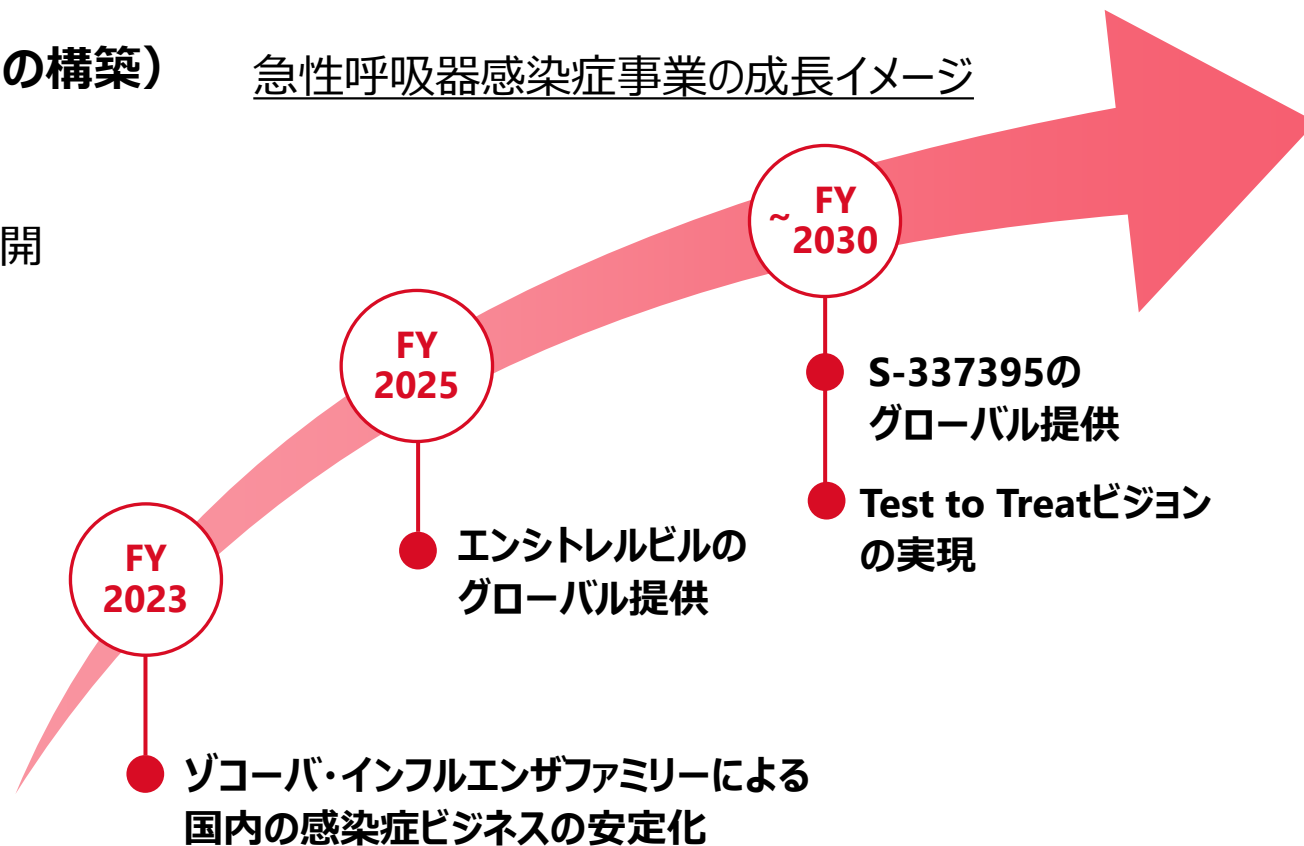 の構築）
急性呼吸器感染症事業の成長イメージ
開
~ FY
2030
FY
2025
S-337395の
グローバル提供
Test to Treatビジョン
の実現
FY
2023
エンシトレルビルの
グローバル提供
ゾコーバ・インフルエンザファミリーによる
国内の感染症ビジネスの安定化